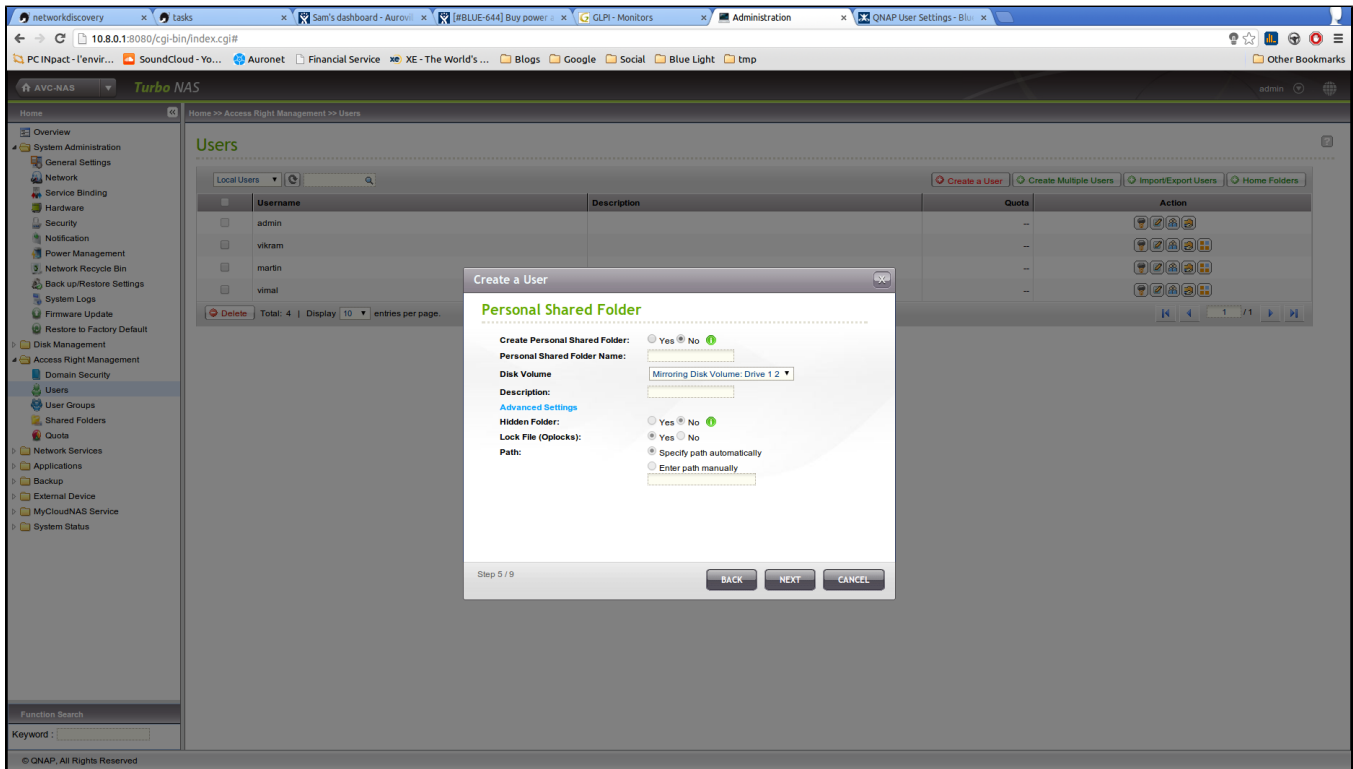 networkdiscovery × tasks × Sam's dashboard - Aurovil × [#BLUE-644] Buy power a × GLPI - Monitors × Administration × QNAP User Settings - Blu ×
10.8.0.1:8080/cgi-bin/index.cgi#
PC INpact - l'envir... SoundCloud - Yo... Auronet Financial Service XE - The World's ... Blogs Google Social Blue Light tmp Other Bookmarks
AVC-NAS Turbo NAS admin
Home Home >> Access Right Management >> Users
Overview
System Administration
General Settings
Network
Service Binding
Hardware
Security
Notification
Power Management
Network Recycle Bin
Back up/Restore Settings
System Logs
Firmware Update
Restore to Factory Default
Disk Management
Access Right Management
Domain Security
Users
User Groups
Shared Folders
Quota
Network Services
Applications
Backup
External Device
MyCloudNAS Service
System Status
Function Search
Keyword :
Users
Local Users Create a User Create Multiple Users Import/Export Users Home Folders
Username Description Quota Action
admin --
vikram --
martin --
vimal --
Delete Total: 4 | Display 10 entries per page. 1 /1
Create a User
Personal Shared Folder
Create Personal Shared Folder: Yes No
Personal Shared Folder Name:
Disk Volume Mirroring Disk Volume: Drive 1 2
Description:
Advanced Settings
Hidden Folder: Yes No
Lock File (Oplocks): Yes No
Path: Specify path automatically
Enter path manually
Step 5 / 9 BACK NEXT CANCEL
© QNAP, All Rights Reserved